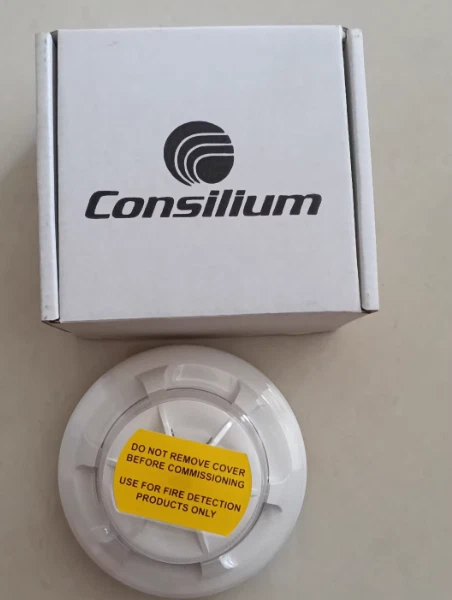 Consilium
DO NOT REMOVE COVER
BEFORE COMMISSIONING
USE FOR FIRE DETECTION
PRODUCTS ONLY